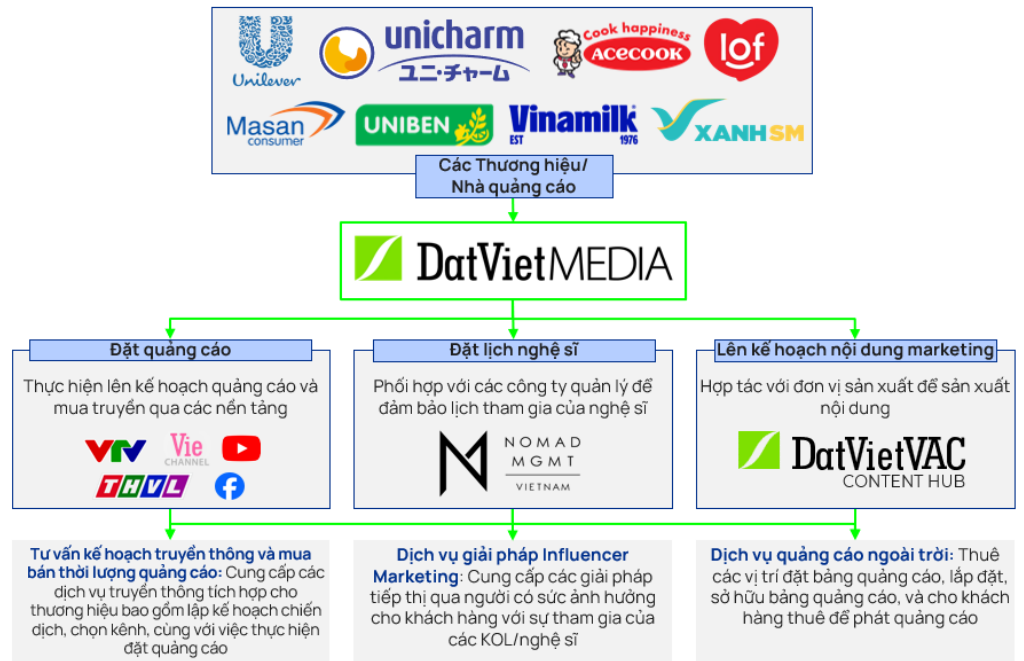 Unilever
unicharm
ユニ・チャーム
Cook happiness
ACECOOK
lof
Masan
consumer
UNIBEN
Vinamilk
EST 1976
XANH SM
Các Thương hiệu/
Nhà quảng cáo
DatVietMEDIA
Đặt quảng cáo
Thực hiện lên kế hoạch quảng cáo và
mua truyền qua các nền tảng
VTV
Vie
CHANNEL
THVL
Đặt lịch nghệ sĩ
Phối hợp với các công ty quản lý để
đảm bảo lịch tham gia của nghệ sĩ
NOMAD
MGMT
VIETNAM
Lên kế hoạch nội dung marketing
Hợp tác với đơn vị sản xuất để sản xuất
nội dung
DatVietVAC
CONTENT HUB
Tư vấn kế hoạch truyền thông và mua
bán thời lượng quảng cáo: Cung cấp các
dịch vụ truyền thông tích hợp cho
thương hiệu bao gồm lập kế hoạch chiến
dịch, chọn kênh, cùng với việc thực hiện
đặt quảng cáo
Dịch vụ giải pháp Influencer
Marketing: Cung cấp các giải pháp
tiếp thị qua người có sức ảnh hưởng
cho khách hàng với sự tham gia của
các KOL/nghệ sĩ
Dịch vụ quảng cáo ngoài trời: Thuê
các vị trí đặt bảng quảng cáo, lắp đặt,
sở hữu bảng quảng cáo, và cho khách
hàng thuê để phát quảng cáo